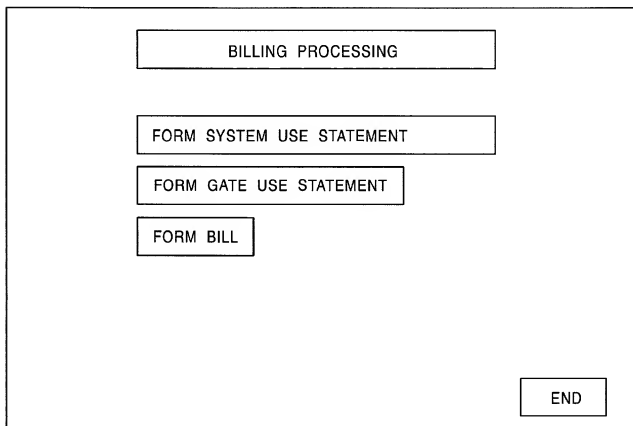 BILLING PROCESSING
FORM SYSTEM USE STATEMENT
FORM GATE USE STATEMENT
FORM BILL
END